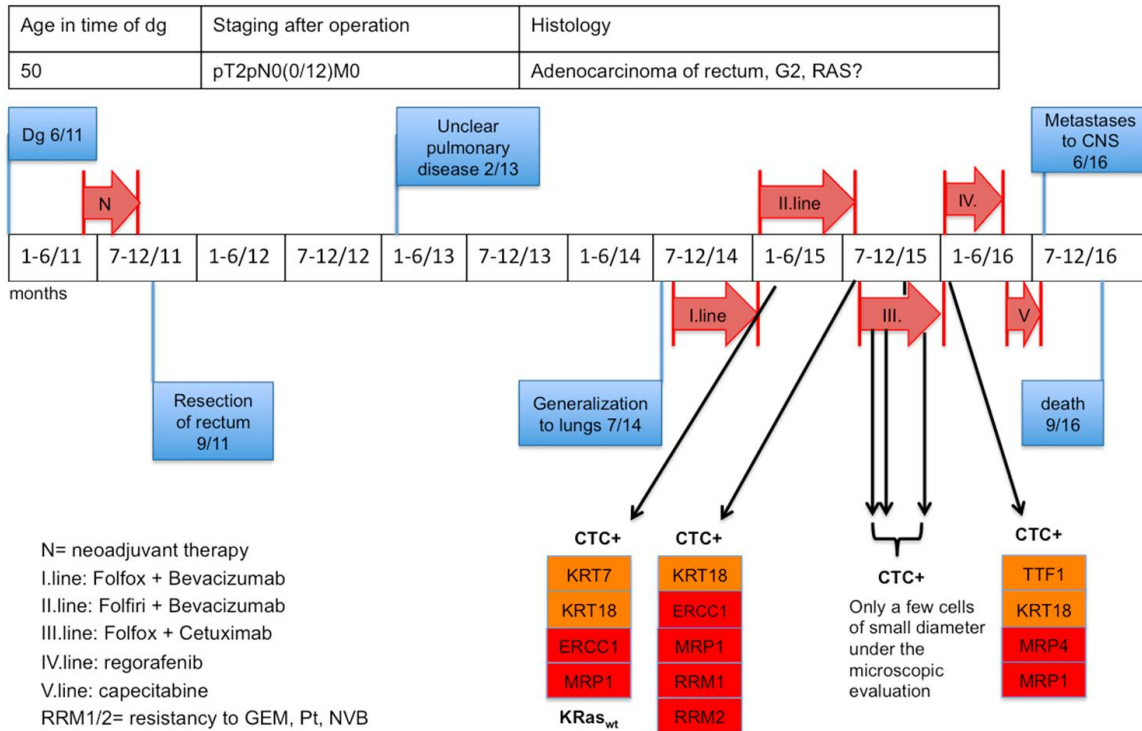 Age in time of dg
Staging after operation
Histology
50
pT2pN0(0/12)M0
Adenocarcinoma of rectum, G2, RAS?
Dg 6/11
Unclear
pulmonary
disease 2/13
Metastases
to CNS
6/16
N
II.line
IV.
1-6/11
7-12/11
1-6/12
7-12/12
1-6/13
7-12/13
1-6/14
7-12/14
1-6/15
7-12/15
1-6/16
7-12/16
months
I.line
III.
V
Resection
of rectum
9/11
Generalization
to lungs 7/14
death
9/16
N= neoadjuvant therapy
I.line: Folfox + Bevacizumab
II.line: Folfiri + Bevacizumab
III.line: Folfox + Cetuximab
IV.line: regorafenib
V.line: capecitabine
RRM1/2= resistancy to GEM, Pt, NVB
CTC+
KRT7
KRT18
ERCC1
MRP1
KRas wt
CTC+
KRT18
ERCC1
MRP1
RRM1
RRM2
CTC+
Only a few cells
of small diameter
under the
microscopic
evaluation
CTC+
TTF1
KRT18
MRP4
MRP1